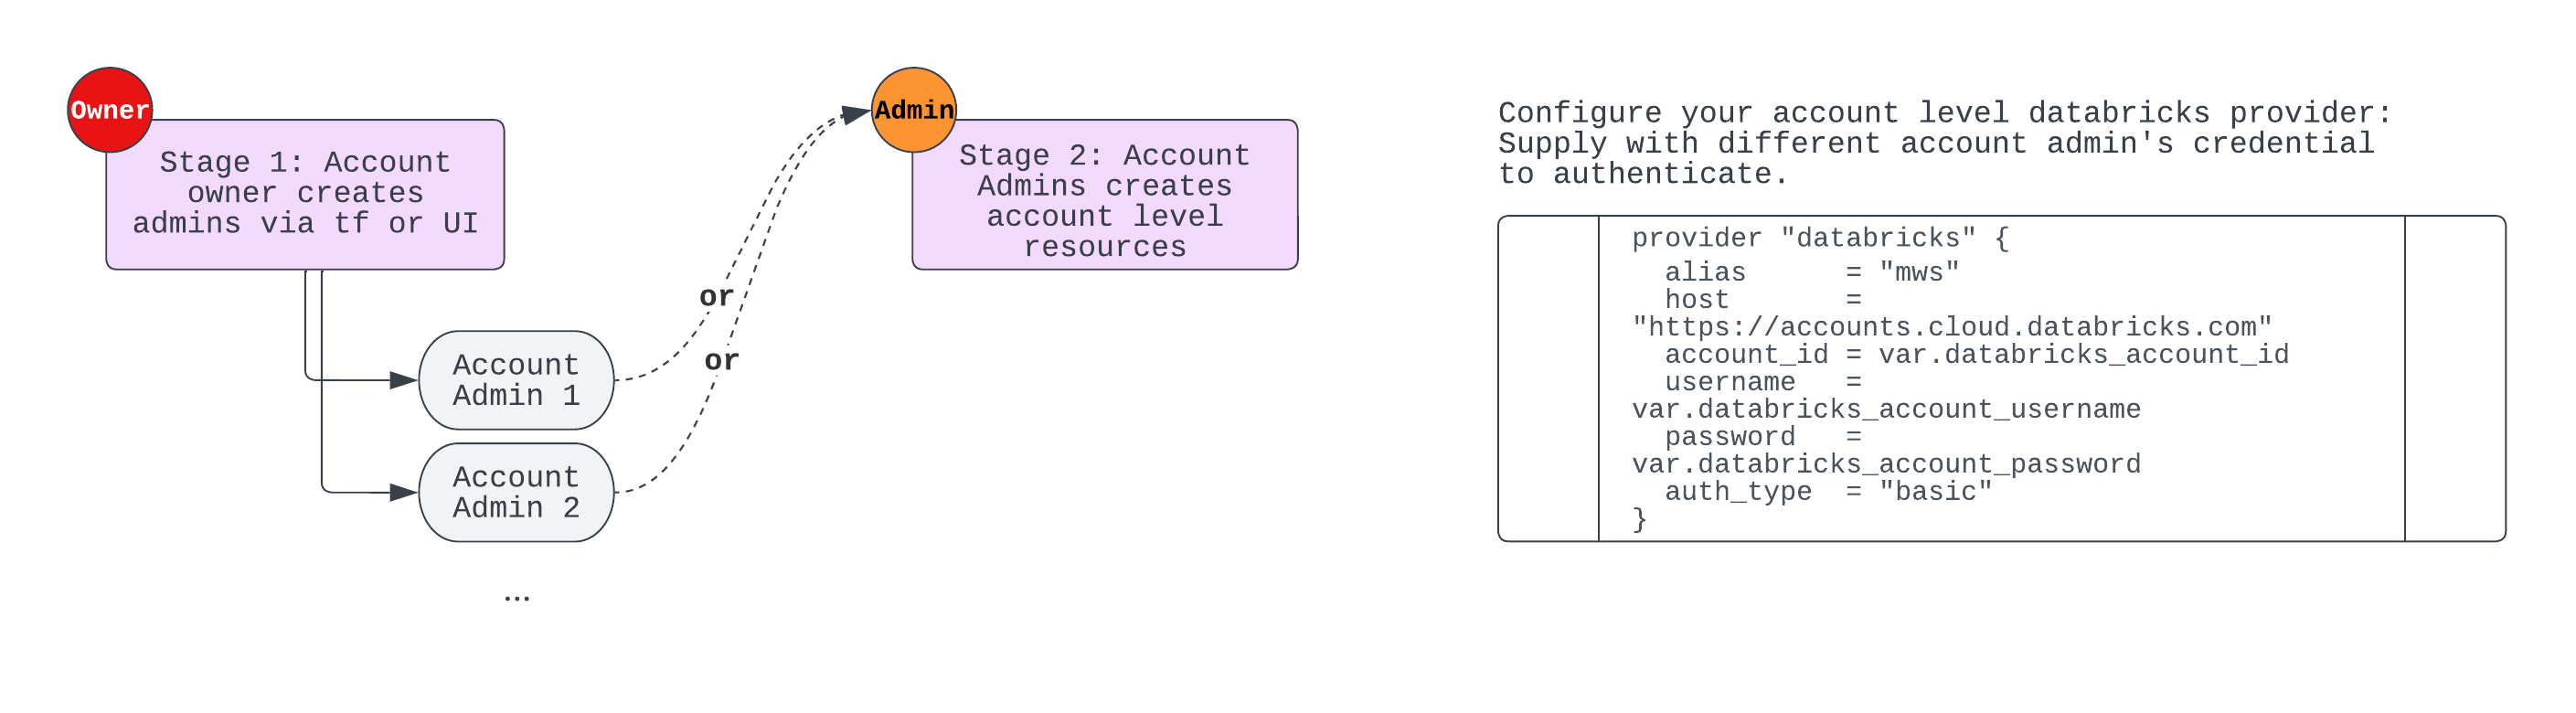 Owner
Stage 1: Account
owner creates
admins via tf or UI
Account
Admin 1
Account
Admin 2
...
or
or
Admin
Stage 2: Account
Admins creates
account level
resources
Configure your account level databricks provider:
Supply with different account admin's credential
to authenticate.
provider "databricks" {
  alias      = "mws"
  host       =
"https://accounts.cloud.databricks.com"
  account_id = var.databricks_account_id
  username   =
var.databricks_account_username
  password   =
var.databricks_account_password
  auth_type  = "basic"
}